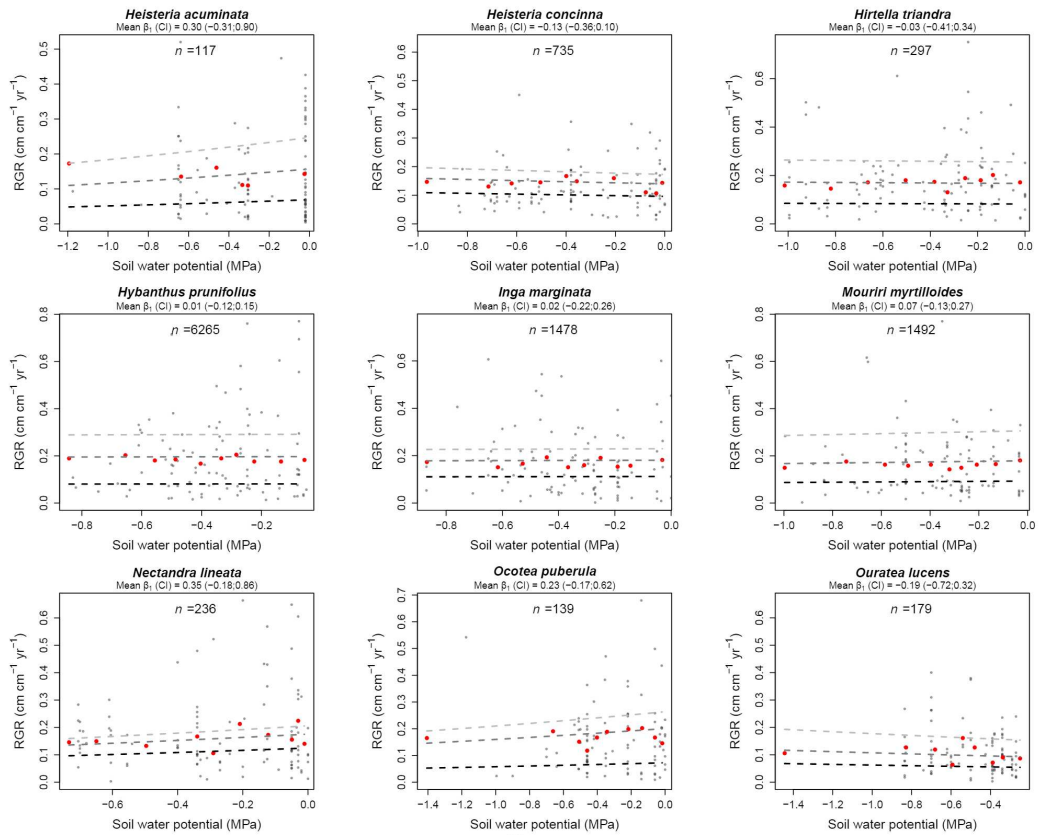 Heisteria acuminata
Mean β₁ (CI) = 0.30 (−0.31;0.90)
n =117
RGR (cm cm⁻¹ yr⁻¹)
0.5
0.4
0.3
0.2
0.1
0.0
−1.2 −1.0 −0.8 −0.6 −0.4 −0.2 0.0
Soil water potential (MPa)
Heisteria concinna
Mean β₁ (CI) = −0.13 (−0.36;0.10)
n =735
RGR (cm cm⁻¹ yr⁻¹)
0.6
0.5
0.4
0.3
0.2
0.1
0.0
−1.0 −0.8 −0.6 −0.4 −0.2 0.0
Soil water potential (MPa)
Hirtella triandra
Mean β₁ (CI) = −0.03 (−0.41;0.34)
n =297
RGR (cm cm⁻¹ yr⁻¹)
0.6
0.4
0.2
0.0
−1.0 −0.8 −0.6 −0.4 −0.2 0.0
Soil water potential (MPa)
Hybanthus prunifolius
Mean β₁ (CI) = 0.01 (−0.12;0.15)
n =6265
RGR (cm cm⁻¹ yr⁻¹)
0.8
0.6
0.4
0.2
0.0
−0.8 −0.6 −0.4 −0.2
Soil water potential (MPa)
Inga marginata
Mean β₁ (CI) = 0.02 (−0.22;0.26)
n =1478
RGR (cm cm⁻¹ yr⁻¹)
0.6
0.4
0.2
0.0
−0.8 −0.6 −0.4 −0.2 0.0
Soil water potential (MPa)
Mouriri myrtilloides
Mean β₁ (CI) = 0.07 (−0.13;0.27)
n =1492
RGR (cm cm⁻¹ yr⁻¹)
0.6
0.4
0.2
0.0
−1.0 −0.8 −0.6 −0.4 −0.2 0.0
Soil water potential (MPa)
Nectandra lineata
Mean β₁ (CI) = 0.35 (−0.18;0.86)
n =236
RGR (cm cm⁻¹ yr⁻¹)
0.6
0.5
0.4
0.3
0.2
0.1
0.0
−0.6 −0.4 −0.2 0.0
Soil water potential (MPa)
Ocotea puberula
Mean β₁ (CI) = 0.23 (−0.17;0.62)
n =139
RGR (cm cm⁻¹ yr⁻¹)
0.7
0.6
0.5
0.4
0.3
0.2
0.1
0.0
−1.4 −1.2 −1.0 −0.8 −0.6 −0.4 −0.2 0.0
Soil water potential (MPa)
Ouratea lucens
Mean β₁ (CI) = −0.19 (−0.72;0.32)
n =179
RGR (cm cm⁻¹ yr⁻¹)
0.6
0.5
0.4
0.3
0.2
0.1
0.0
−1.4 −1.2 −1.0 −0.8 −0.6 −0.4
Soil water potential (MPa)